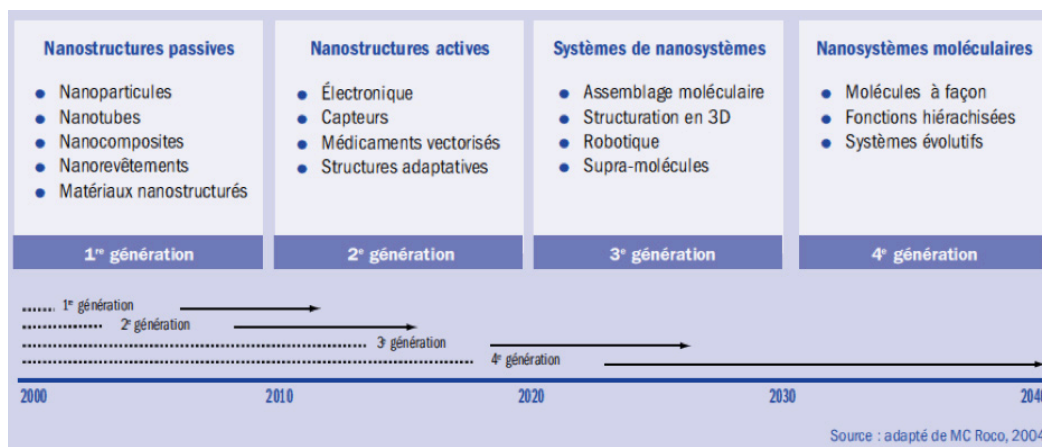 Nanostructures passives
Nanoparticules
Nanotubes
Nanocomposites
Nanorevêtements
Matériaux nanostructurés
1re génération
Nanostructures actives
Électronique
Capteurs
Médicaments vectorisés
Structures adaptatives
2e génération
Systèmes de nanosystèmes
Assemblage moléculaire
Structuration en 3D
Robotique
Supra-molécules
3e génération
Nanosystèmes moléculaires
Molécules à façon
Fonctions hiérachisées
Systèmes évolutifs
4e génération
1re génération
2e génération
3e génération
4e génération
2000 2010 2020 2030 2040
Source : adapté de MC Roco, 2004